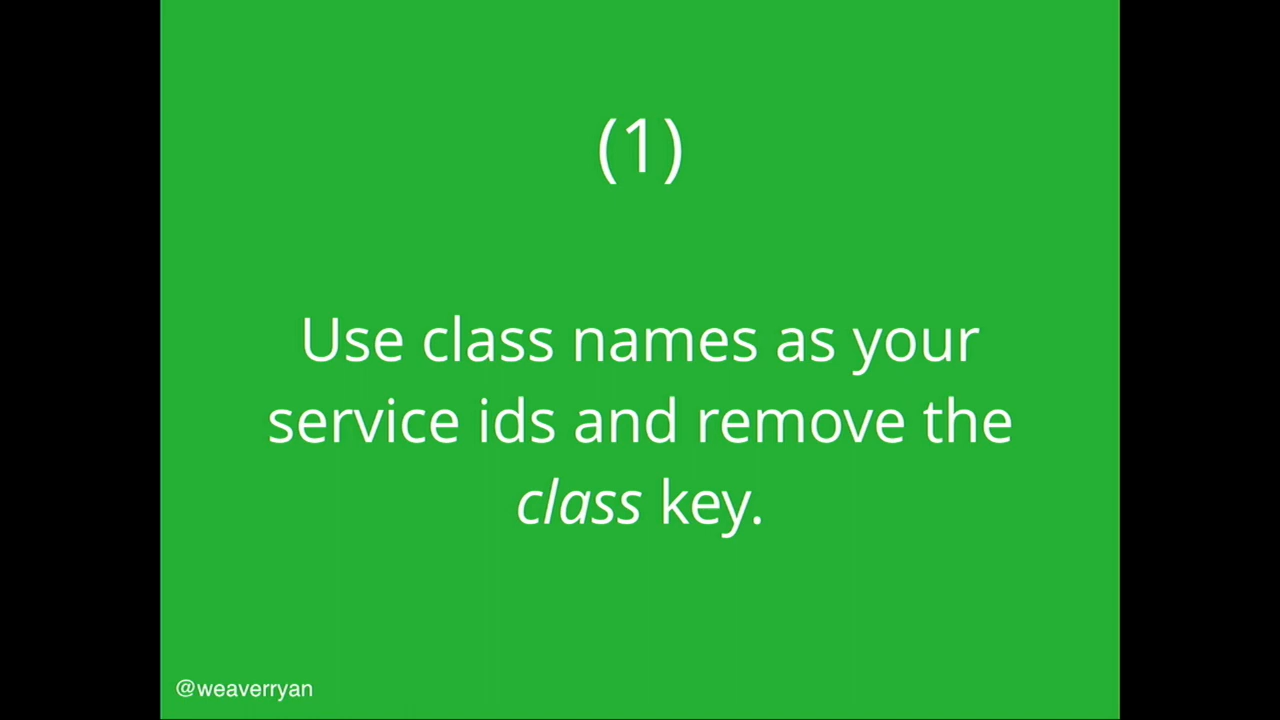 (1)
Use class names as your
service ids and remove the
class key.
@weaverryan